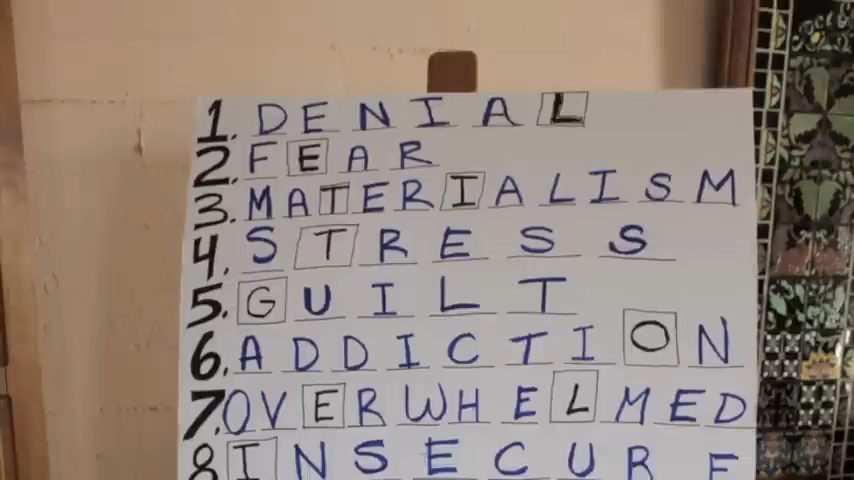 1. DENIAL
2. FEAR
3. MATERIALISM
4. STRESS
5. GUILT
6. ADDICTION
7. OVERWHELMED
8 INSECURE